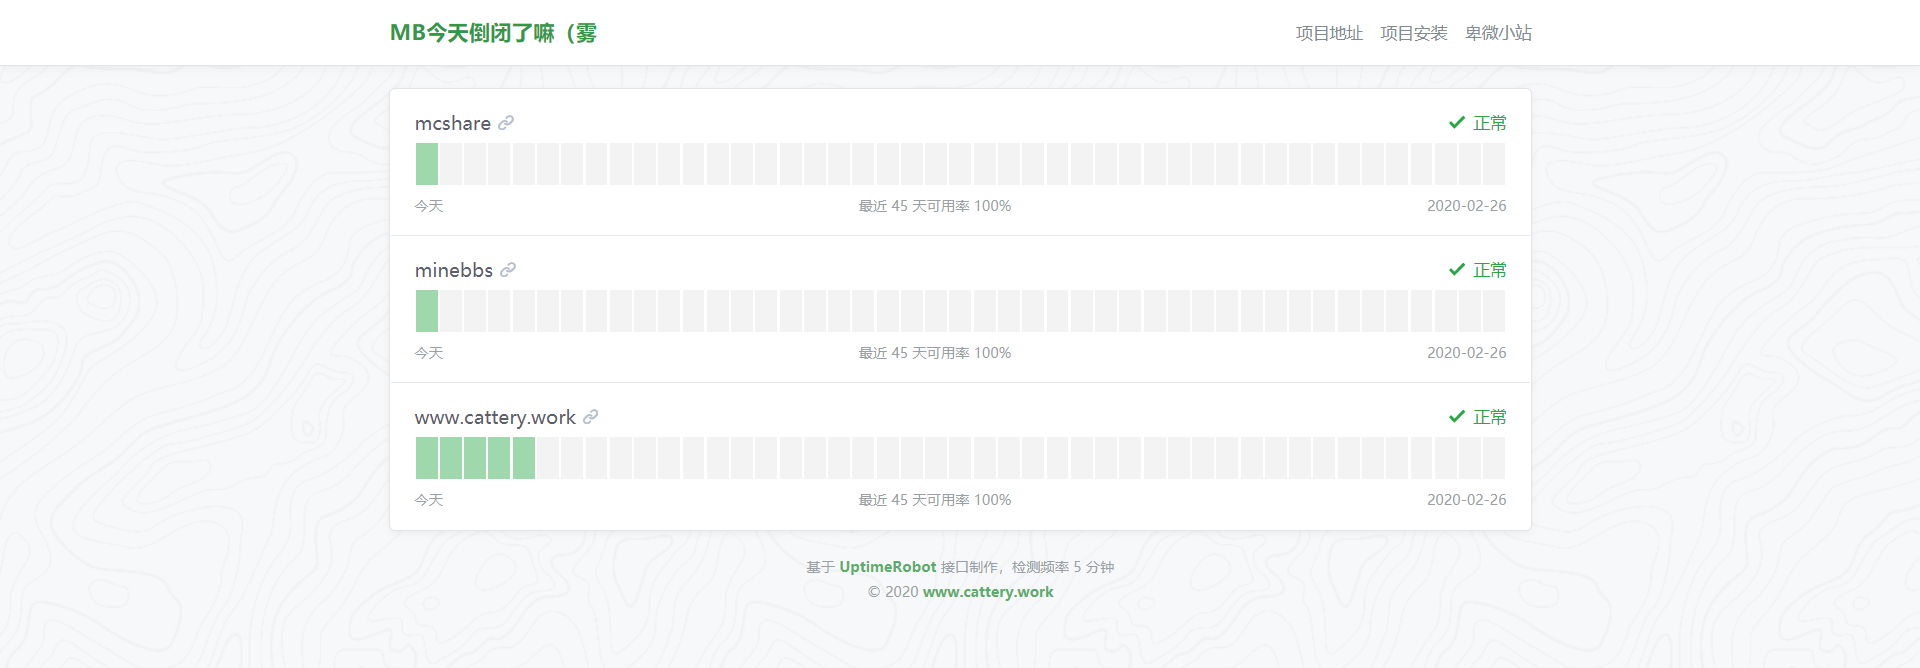 MB今天倒闭了嘛（雾
项目地址 项目安装 卑微小站
mcshare 正常
今天 最近 45 天可用率 100% 2020-02-26
minebbs 正常
今天 最近 45 天可用率 100% 2020-02-26
www.cattery.work 正常
今天 最近 45 天可用率 100% 2020-02-26
基于 UptimeRobot 接口制作，检测频率 5 分钟
© 2020 www.cattery.work